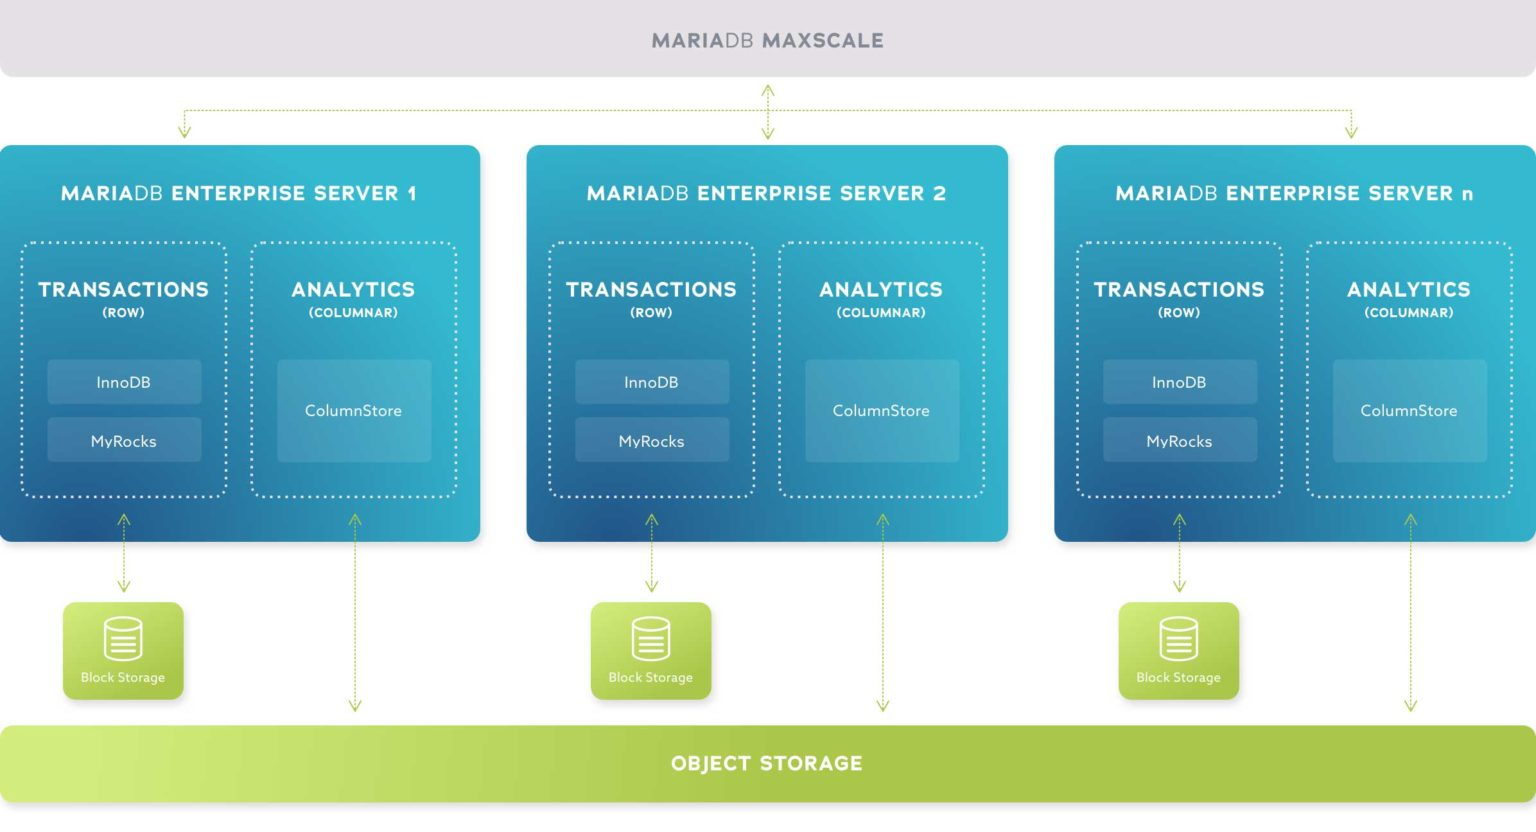 MARIADB MAXSCALE
MARIADB ENTERPRISE SERVER 1
TRANSACTIONS
(ROW)
InnoDB
MyRocks
ANALYTICS
(COLUMNAR)
ColumnStore
MARIADB ENTERPRISE SERVER 2
TRANSACTIONS
(ROW)
InnoDB
MyRocks
ANALYTICS
(COLUMNAR)
ColumnStore
MARIADB ENTERPRISE SERVER n
TRANSACTIONS
(ROW)
InnoDB
MyRocks
ANALYTICS
(COLUMNAR)
ColumnStore
Block Storage
Block Storage
Block Storage
OBJECT STORAGE